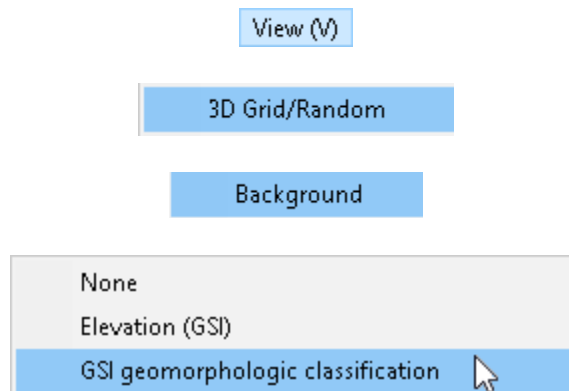 View (V)
3D Grid/Random
Background
None
Elevation (GSI)
GSI geomorphologic classification